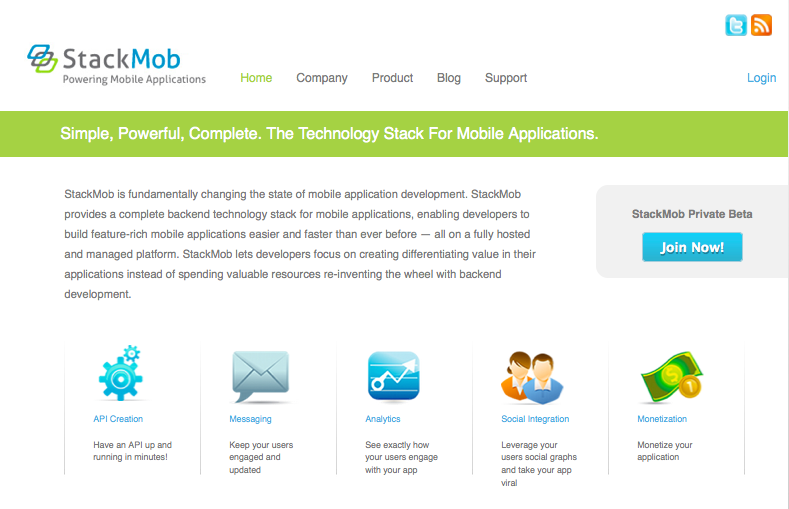 StackMob
Powering Mobile Applications
Home Company Product Blog Support Login
Simple, Powerful, Complete. The Technology Stack For Mobile Applications.
StackMob is fundamentally changing the state of mobile application development. StackMob
provides a complete backend technology stack for mobile applications, enabling developers to
build feature-rich mobile applications easier and faster than ever before — all on a fully hosted
and managed platform. StackMob lets developers focus on creating differentiating value in their
applications instead of spending valuable resources re-inventing the wheel with backend
development.
StackMob Private Beta
Join Now!
API Creation
Have an API up and
running in minutes!
Messaging
Keep your users
engaged and
updated
Analytics
See exactly how
your users engage
with your app
Social Integration
Leverage your
users social graphs
and take your app
viral
Monetization
Monetize your
application